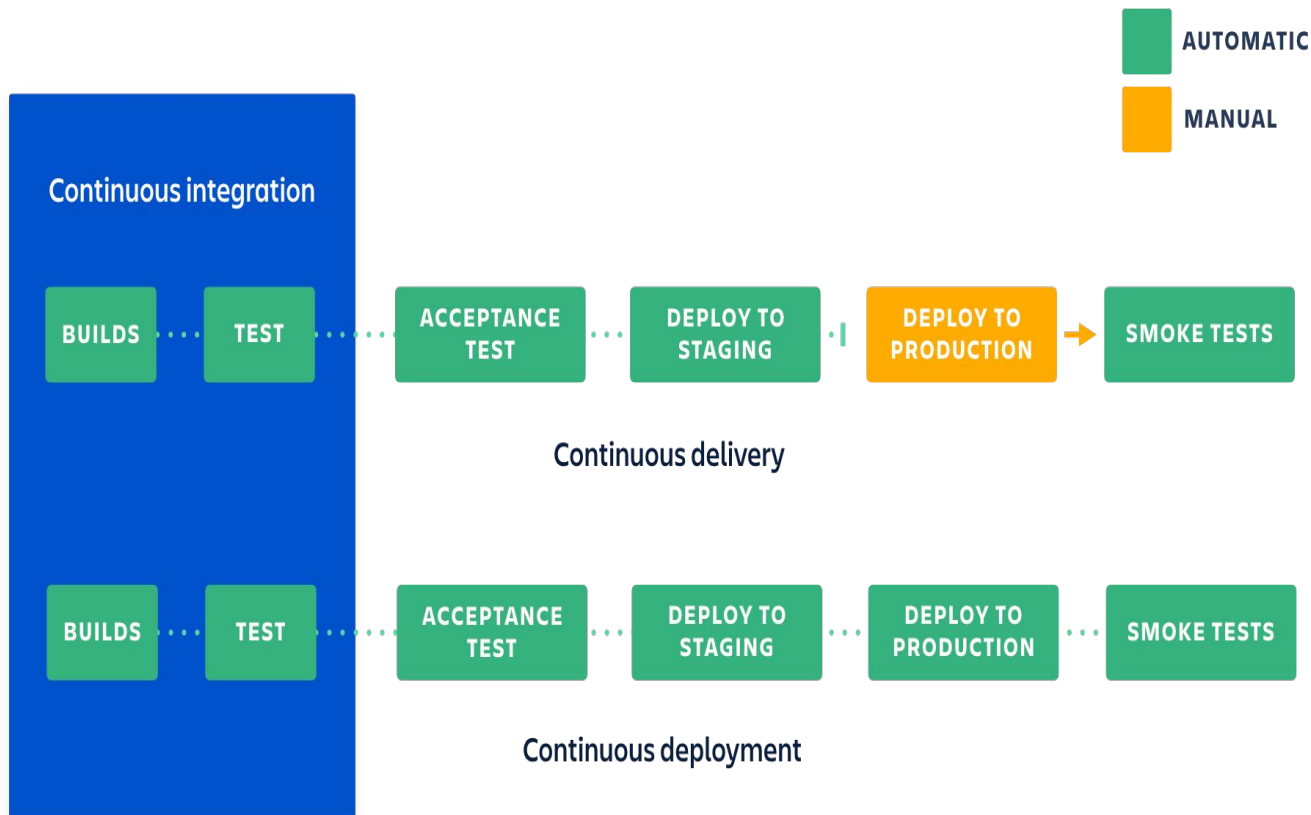 AUTOMATIC
MANUAL
Continuous integration
BUILDS
TEST
ACCEPTANCE
TEST
DEPLOY TO
STAGING
DEPLOY TO
PRODUCTION
SMOKE TESTS
Continuous delivery
BUILDS
TEST
ACCEPTANCE
TEST
DEPLOY TO
STAGING
DEPLOY TO
PRODUCTION
SMOKE TESTS
Continuous deployment